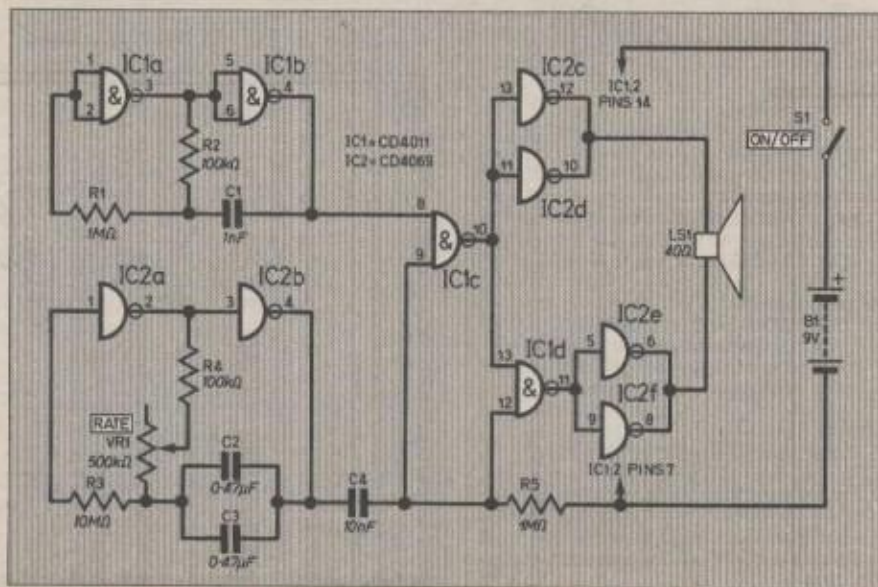 IC1a
1
2
3
&
IC1b
5
6
4
&
R2
100kΩ
R1
1MΩ
C1
1nF
IC1 = CD4011
IC2 = CD4069
IC2c
13
12
11
10
IC2d
IC1,2
PINS 14
S1
ON/OFF
8
9
10
&
IC1c
LS1
40Ω
B1
9V
+
IC2a
1
2
IC2b
3
4
R4
100kΩ
RATE
VR1
500kΩ
R3
10MΩ
C2
0·47µF
C3
0·47µF
C4
10nF
IC1d
13
12
11
&
IC2e
5
6
IC2f
9
8
IC1,2 PINS 7
R5
1MΩ